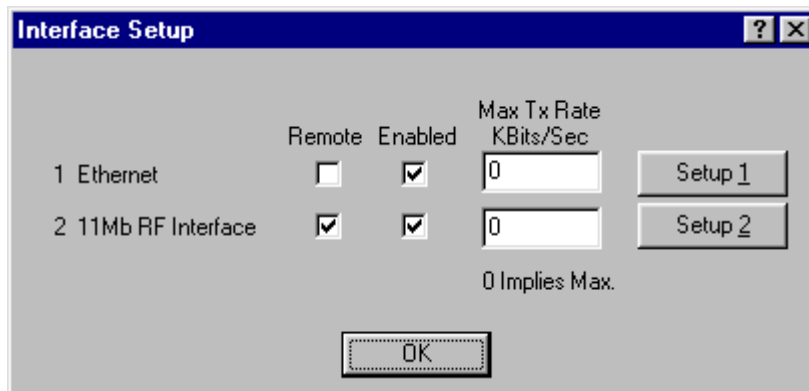 Interface Setup
Max Tx Rate
Remote Enabled KBits/Sec
1 Ethernet 0 Setup 1
2 11Mb RF Interface 0 Setup 2
0 Implies Max.
OK